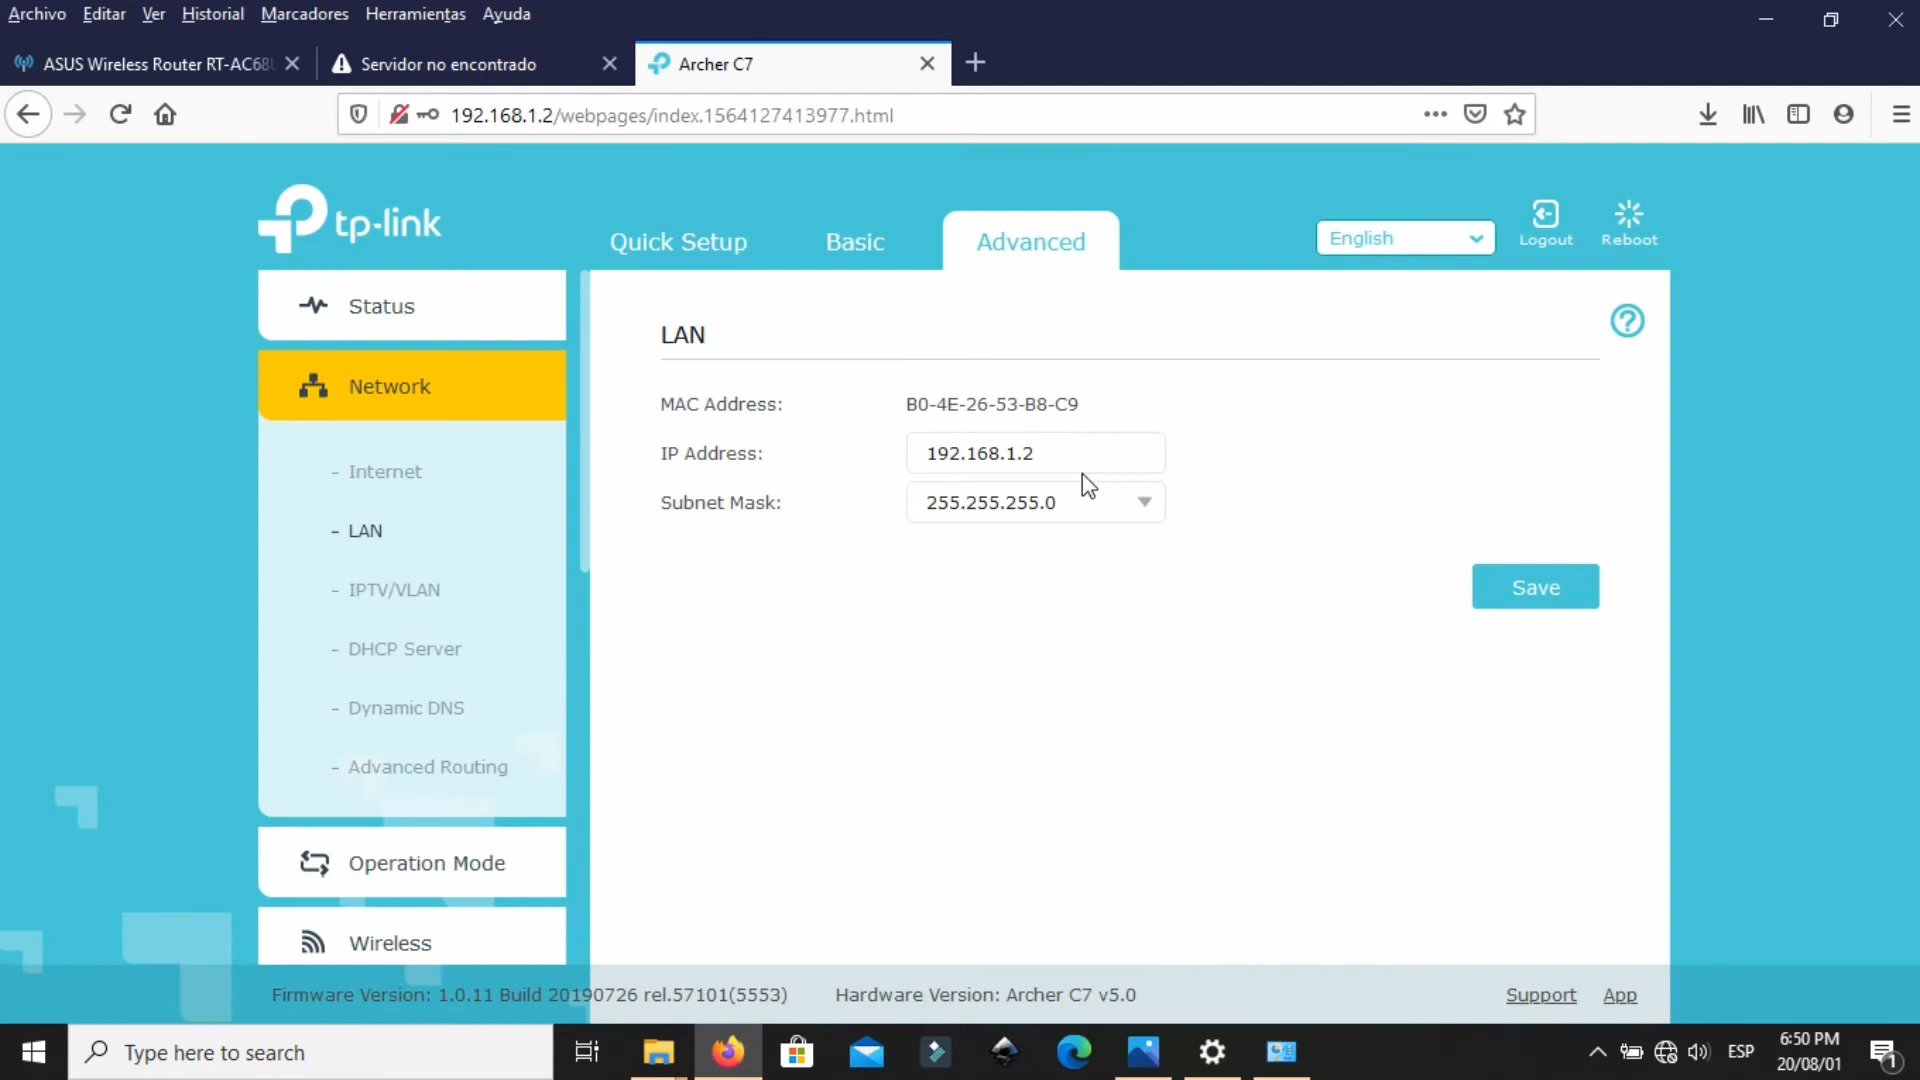 Archivo Editar Ver Historial Marcadores Herramientas Ayuda
ASUS Wireless Router RT-AC68U
Servidor no encontrado
Archer C7
192.168.1.2/webpages/index.1564127413977.html
tp-link
Quick Setup
Basic
Advanced
English
Logout
Reboot
Status
Network
- Internet
- LAN
- IPTV/VLAN
- DHCP Server
- Dynamic DNS
- Advanced Routing
Operation Mode
Wireless
LAN
MAC Address: B0-4E-26-53-B8-C9
IP Address: 192.168.1.2
Subnet Mask: 255.255.255.0
Save
Firmware Version: 1.0.11 Build 20190726 rel.57101(5553) Hardware Version: Archer C7 v5.0 Support App
Type here to search
ESP
6:50 PM
20/08/01
1